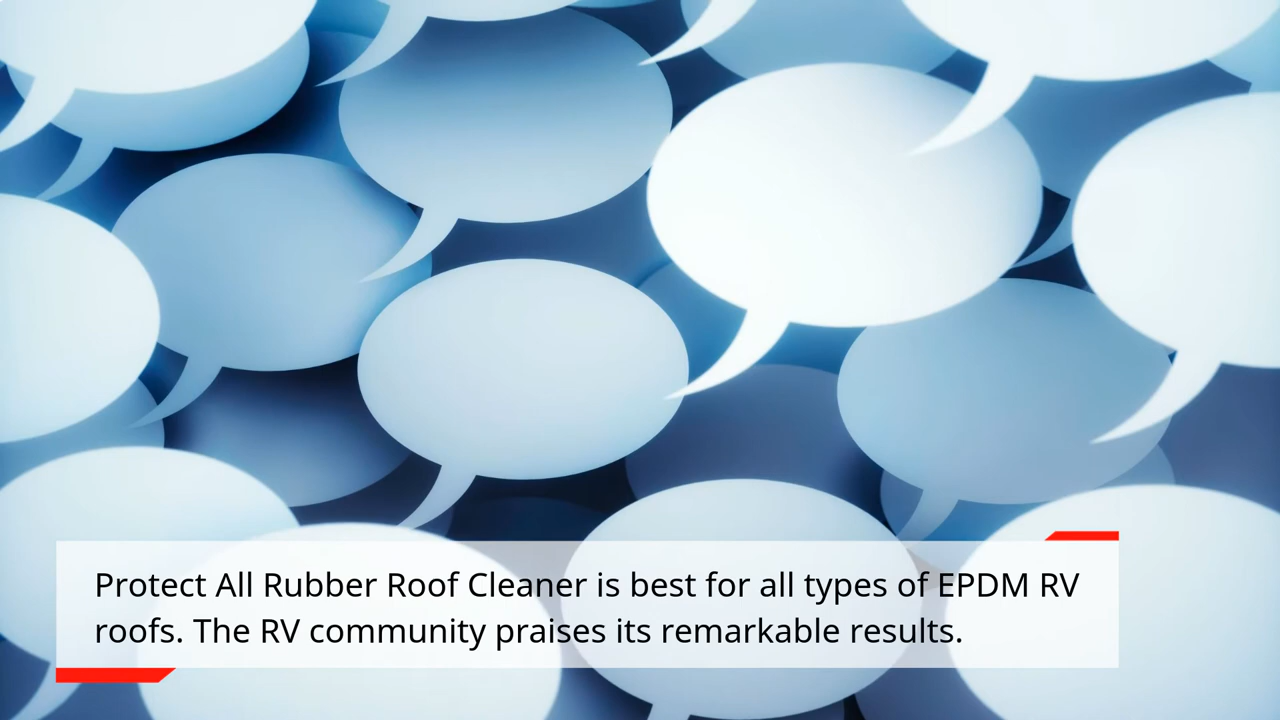 Protect All Rubber Roof Cleaner is best for all types of EPDM RV
roofs. The RV community praises its remarkable results.